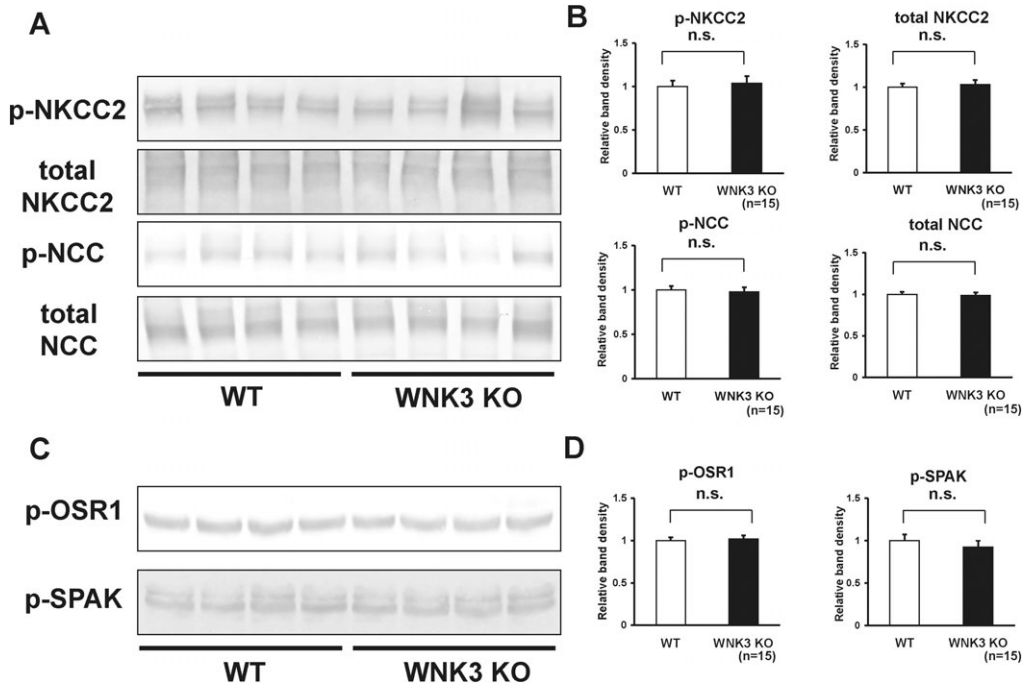 A
p-NKCC2
total
NKCC2
p-NCC
total
NCC
WT
WNK3 KO
B
p-NKCC2
n.s.
Relative band density
1.5
1
0.5
0
WT
WNK3 KO
(n=15)
total NKCC2
n.s.
Relative band density
1.5
1
0.5
0
WT
WNK3 KO
(n=15)
p-NCC
n.s.
Relative band density
1.5
1
0.5
0
WT
WNK3 KO
(n=15)
total NCC
n.s.
Relative band density
1.5
1
0.5
0
WT
WNK3 KO
(n=15)
C
p-OSR1
p-SPAK
WT
WNK3 KO
D
p-OSR1
n.s.
Relative band density
1.5
1
0.5
0
WT
WNK3 KO
(n=15)
p-SPAK
n.s.
Relative band density
1.5
1
0.5
0
WT
WNK3 KO
(n=15)